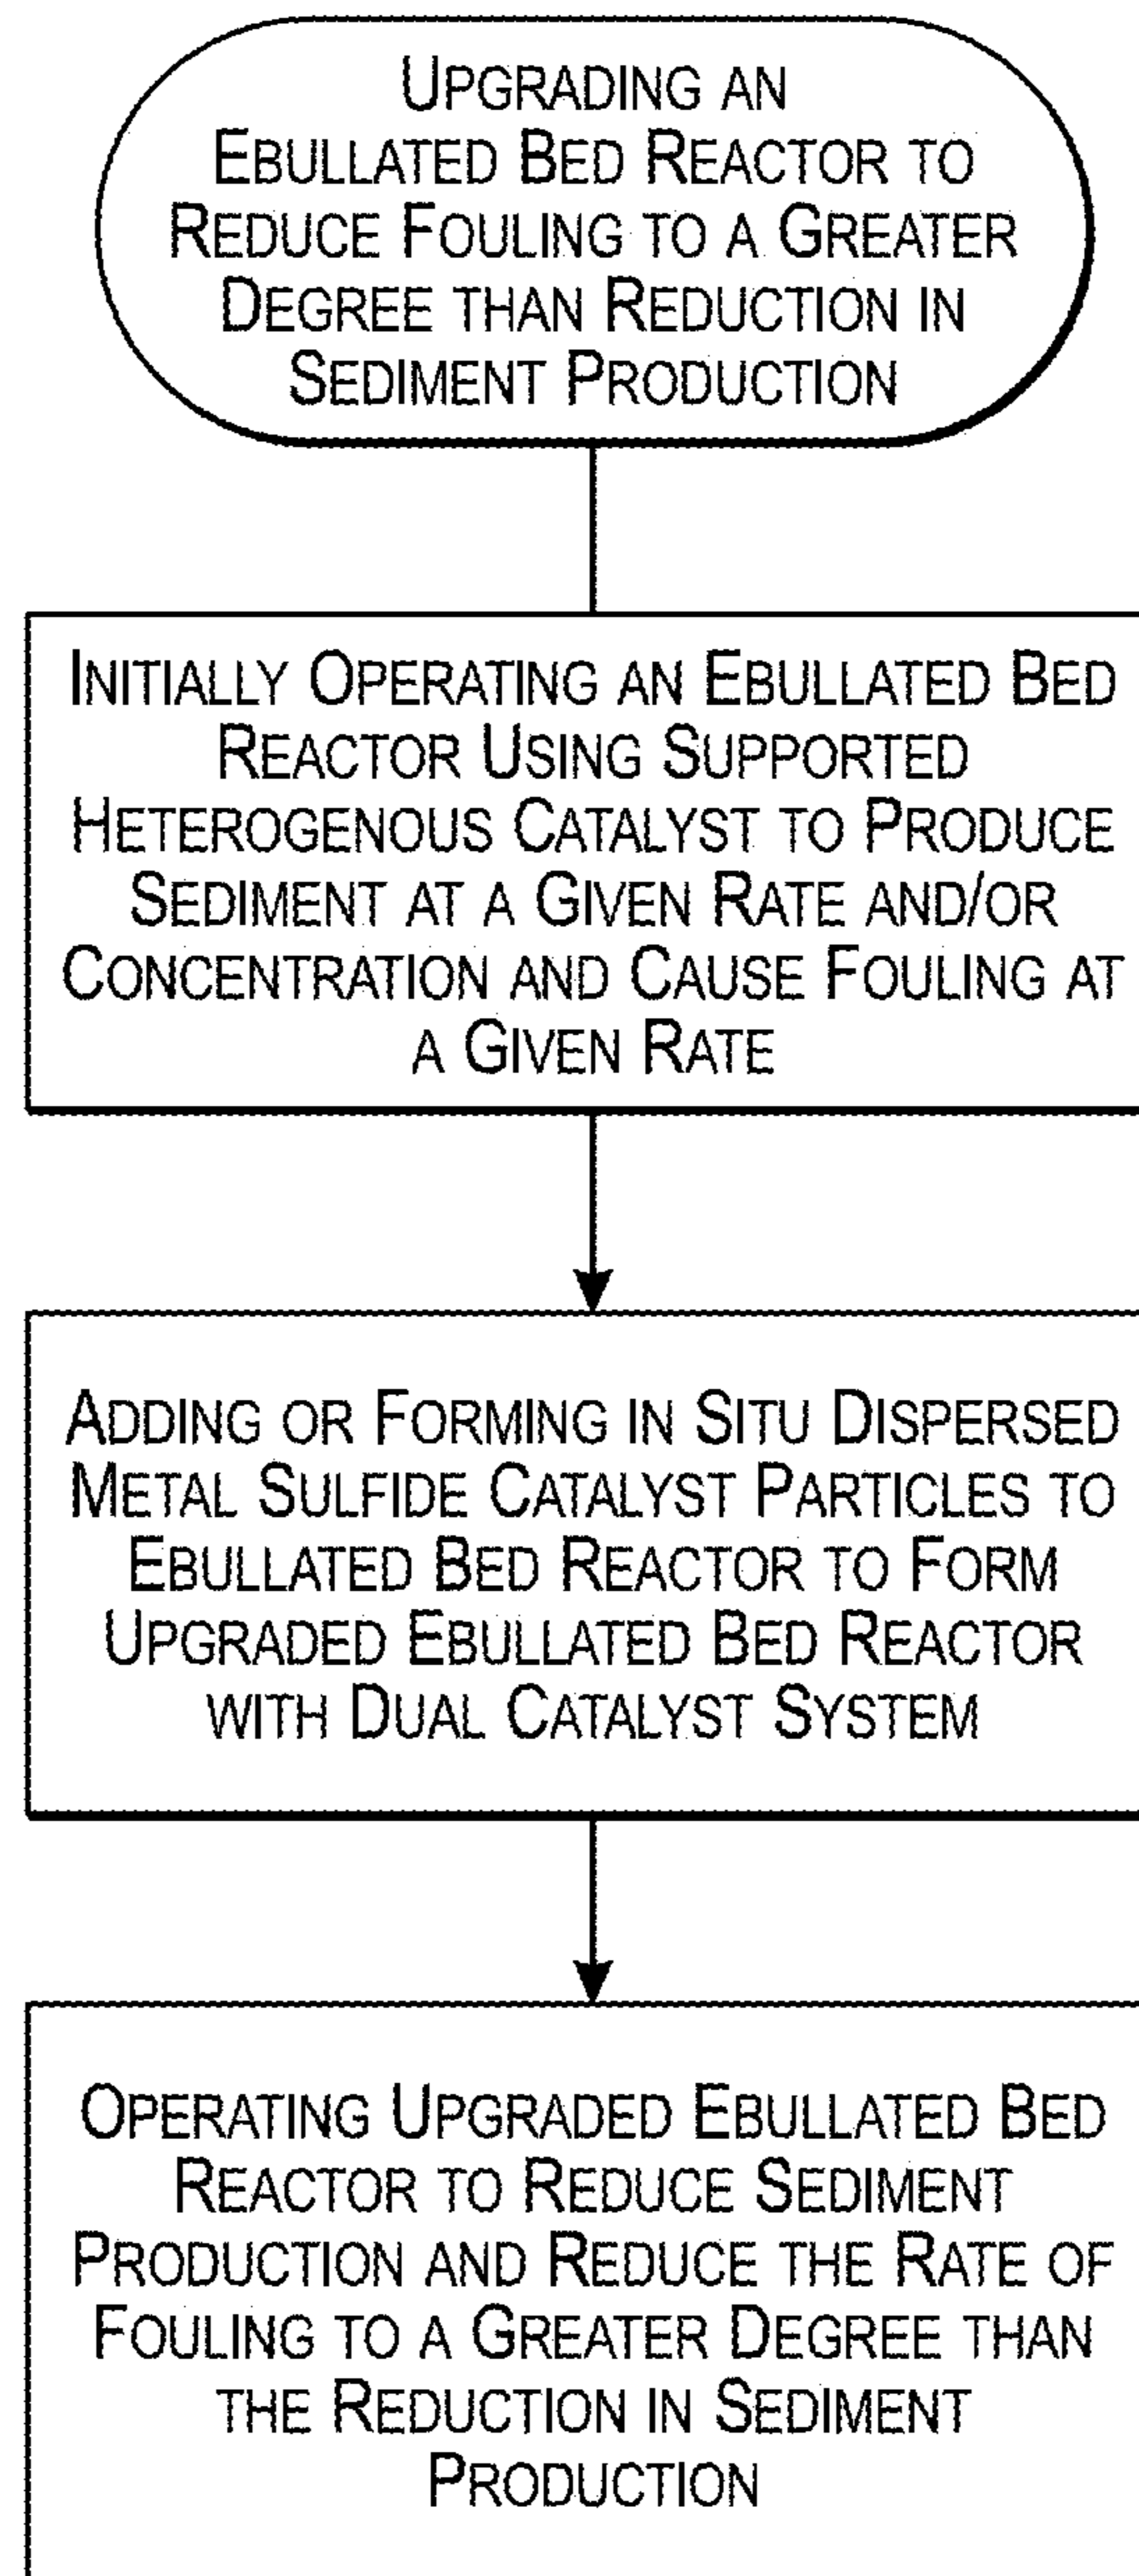 UPGRADING AN
EBULLATED BED REACTOR TO
REDUCE FOULING TO A GREATER
DEGREE THAN REDUCTION IN
SEDIMENT PRODUCTION
INITIALLY OPERATING AN EBULLATED BED
REACTOR USING SUPPORTED
HETEROGENOUS CATALYST TO PRODUCE
SEDIMENT AT A GIVEN RATE AND/OR
CONCENTRATION AND CAUSE FOULING AT
A GIVEN RATE
ADDING OR FORMING IN SITU DISPERSED
METAL SULFIDE CATALYST PARTICLES TO
EBULLATED BED REACTOR TO FORM
UPGRADED EBULLATED BED REACTOR
WITH DUAL CATALYST SYSTEM
OPERATING UPGRADED EBULLATED BED
REACTOR TO REDUCE SEDIMENT
PRODUCTION AND REDUCE THE RATE OF
FOULING TO A GREATER DEGREE THAN
THE REDUCTION IN SEDIMENT
PRODUCTION